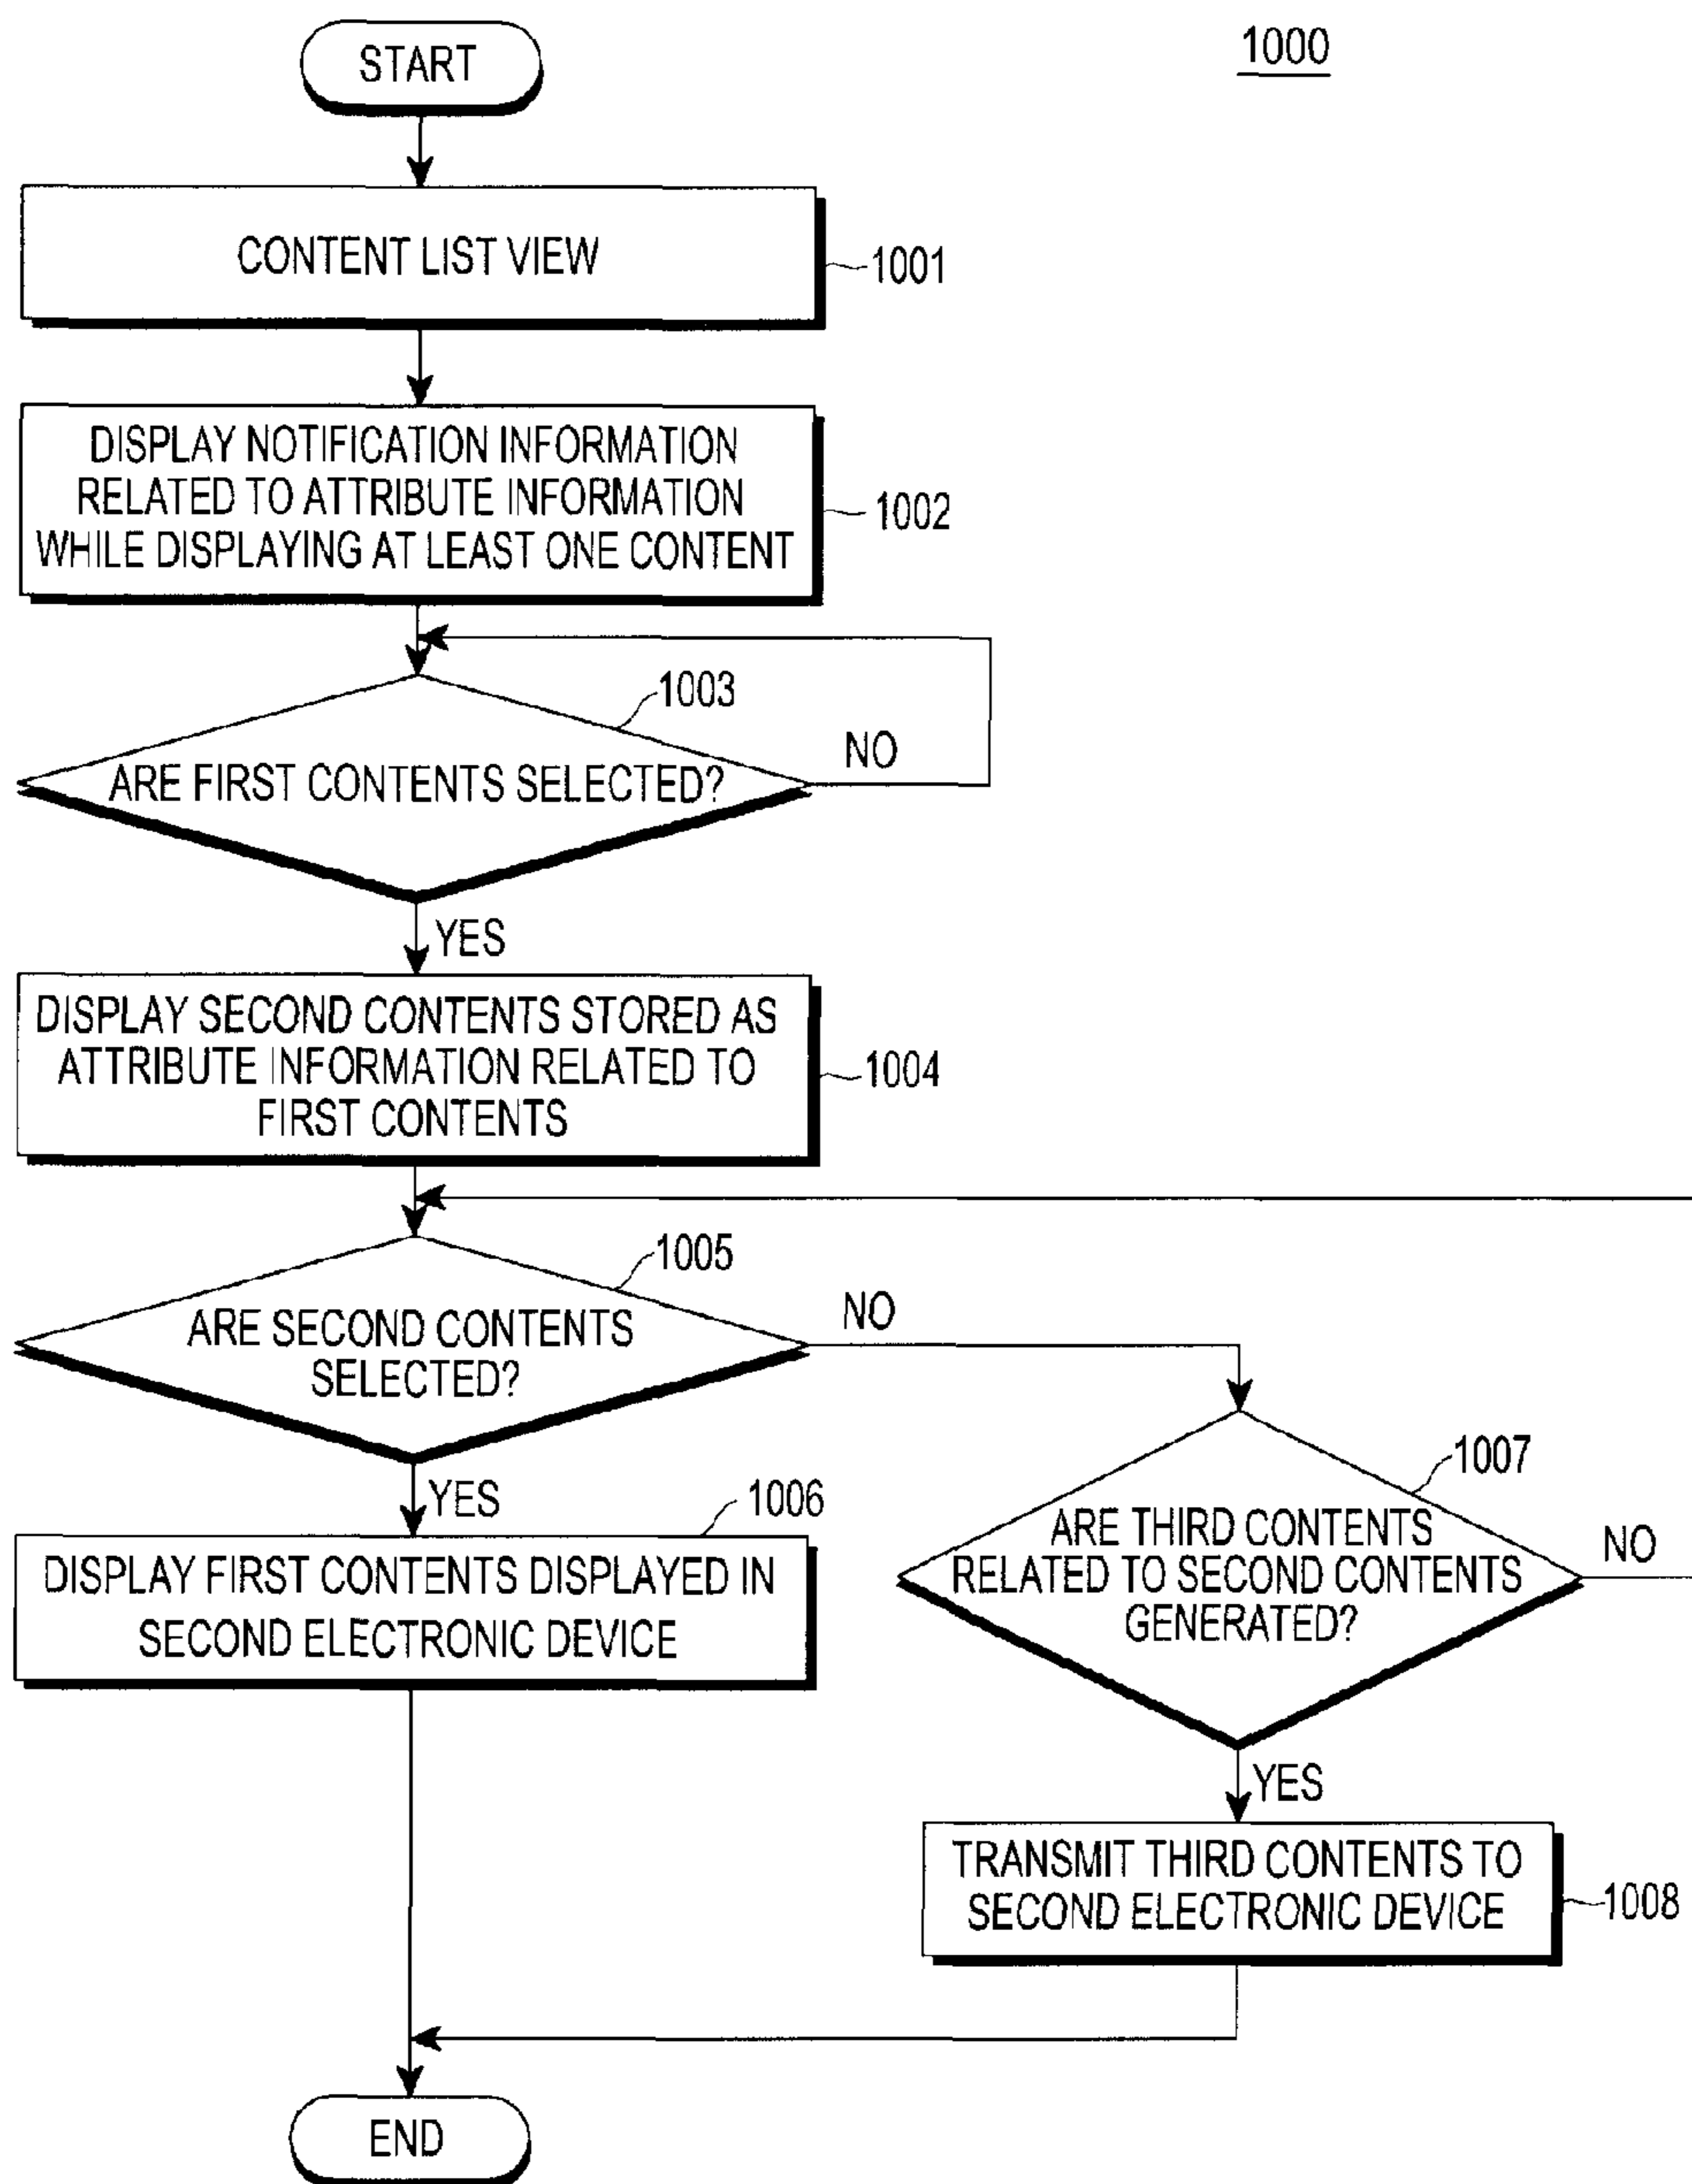 1000
START
CONTENT LIST VIEW
1001
DISPLAY NOTIFICATION INFORMATION
RELATED TO ATTRIBUTE INFORMATION
WHILE DISPLAYING AT LEAST ONE CONTENT
1002
1003
ARE FIRST CONTENTS SELECTED?
NO
YES
DISPLAY SECOND CONTENTS STORED AS
ATTRIBUTE INFORMATION RELATED TO
FIRST CONTENTS
1004
1005
ARE SECOND CONTENTS
SELECTED?
NO
YES
1006
DISPLAY FIRST CONTENTS DISPLAYED IN
SECOND ELECTRONIC DEVICE
1007
ARE THIRD CONTENTS
RELATED TO SECOND CONTENTS
GENERATED?
NO
YES
TRANSMIT THIRD CONTENTS TO
SECOND ELECTRONIC DEVICE
1008
END